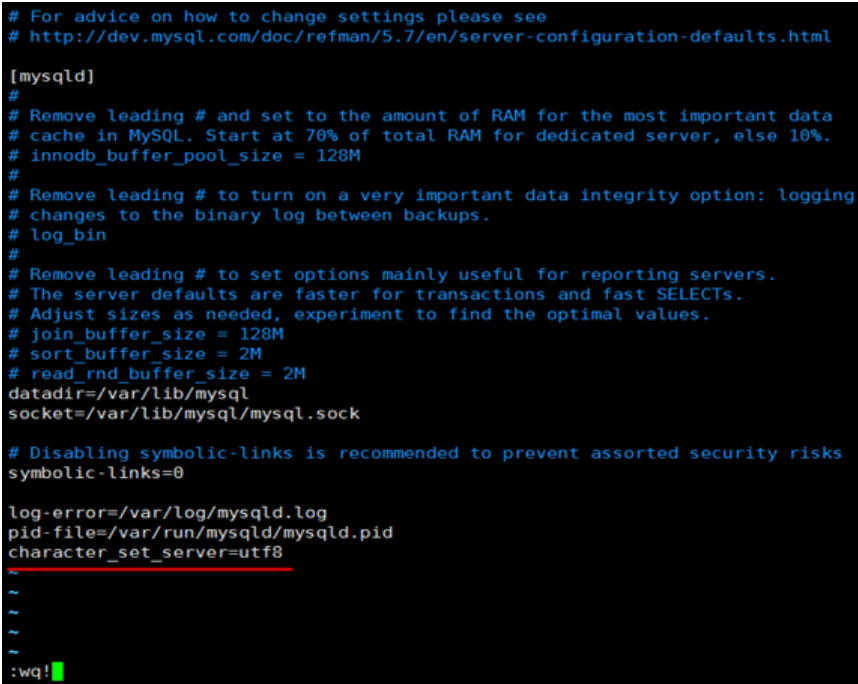 # For advice on how to change settings please see
# http://dev.mysql.com/doc/refman/5.7/en/server-configuration-defaults.html
[mysqld]
#
# Remove leading # and set to the amount of RAM for the most important data
# cache in MySQL. Start at 70% of total RAM for dedicated server, else 10%.
# innodb_buffer_pool_size = 128M
#
# Remove leading # to turn on a very important data integrity option: logging
# changes to the binary log between backups.
# log_bin
#
# Remove leading # to set options mainly useful for reporting servers.
# The server defaults are faster for transactions and fast SELECTs.
# Adjust sizes as needed, experiment to find the optimal values.
# join_buffer_size = 128M
# sort_buffer_size = 2M
# read_rnd_buffer_size = 2M
datadir=/var/lib/mysql
socket=/var/lib/mysql/mysql.sock
# Disabling symbolic-links is recommended to prevent assorted security risks
symbolic-links=0
log-error=/var/log/mysqld.log
pid-file=/var/run/mysqld/mysqld.pid
character_set_server=utf8
~
~
~
~
~
:wq!